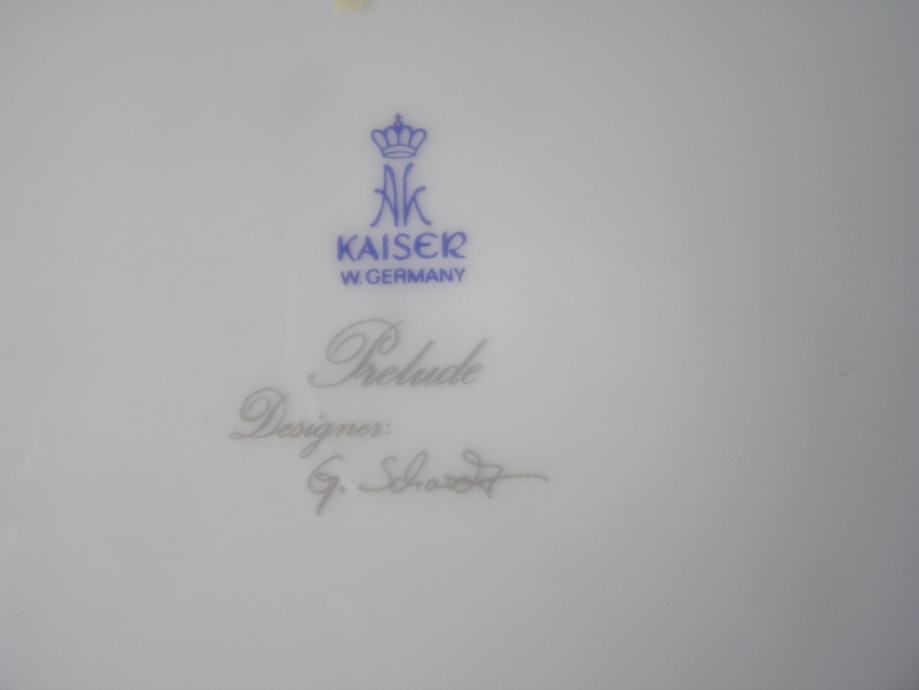 AK
KAISER
W. GERMANY
Prelude
Designer:
G.